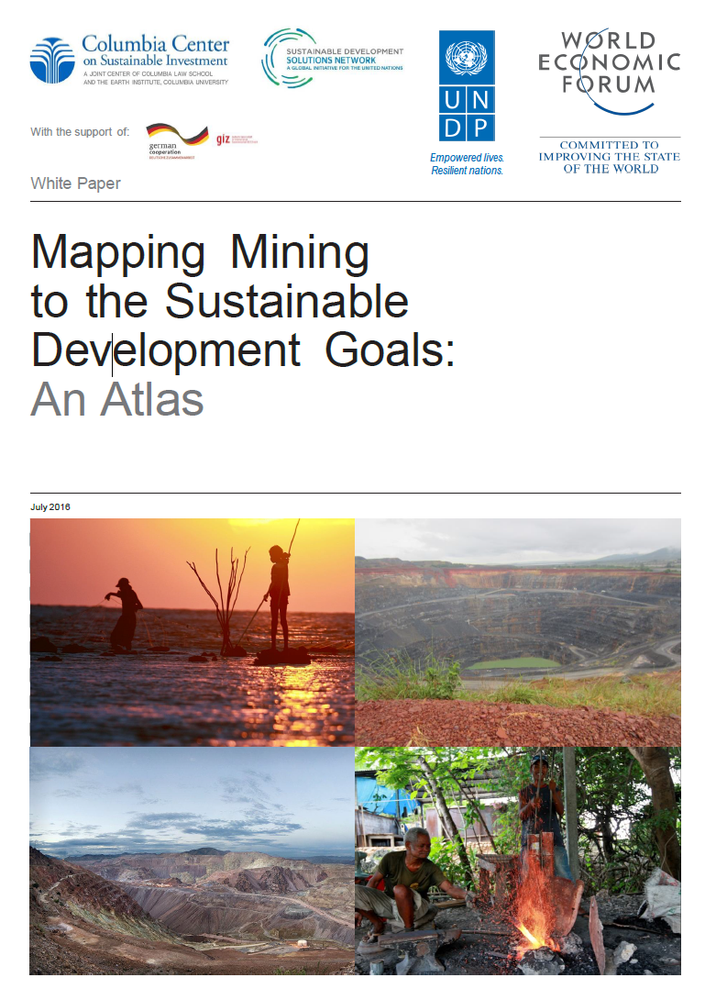 Columbia Center
on Sustainable Investment
A JOINT CENTER OF COLUMBIA LAW SCHOOL
AND THE EARTH INSTITUTE, COLUMBIA UNIVERSITY
SUSTAINABLE DEVELOPMENT
SOLUTIONS NETWORK
A GLOBAL INITIATIVE FOR THE UNITED NATIONS
U N
D P
Empowered lives.
Resilient nations.
WORLD
ECONOMIC
FORUM
COMMITTED TO
IMPROVING THE STATE
OF THE WORLD
With the support of:
german
cooperation
DEUTSCHE ZUSAMMENARBEIT
giz
White Paper
Mapping Mining
to the Sustainable
Development Goals:
An Atlas
July 2016